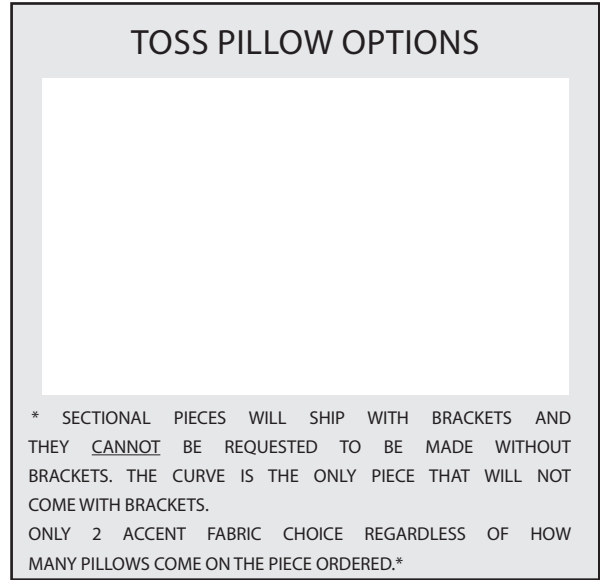 TOSS PILLOW OPTIONS
* SECTIONAL PIECES WILL SHIP WITH BRACKETS AND
THEY CANNOT BE REQUESTED TO BE MADE WITHOUT
BRACKETS. THE CURVE IS THE ONLY PIECE THAT WILL NOT
COME WITH BRACKETS.
ONLY 2 ACCENT FABRIC CHOICE REGARDLESS OF HOW
MANY PILLOWS COME ON THE PIECE ORDERED.*